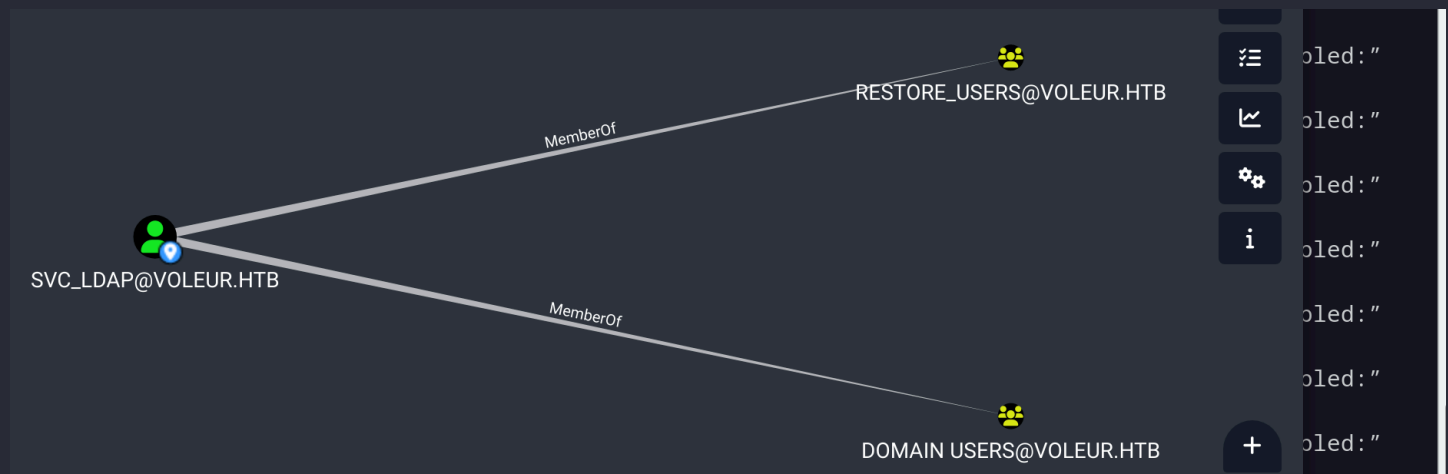 RESTORE_USERS@VOLEUR.HTB
MemberOf
SVC_LDAP@VOLEUR.HTB
MemberOf
DOMAIN USERS@VOLEUR.HTB
bled:”
bled:”
bled:”
bled:”
bled:”
bled:”
bled:”